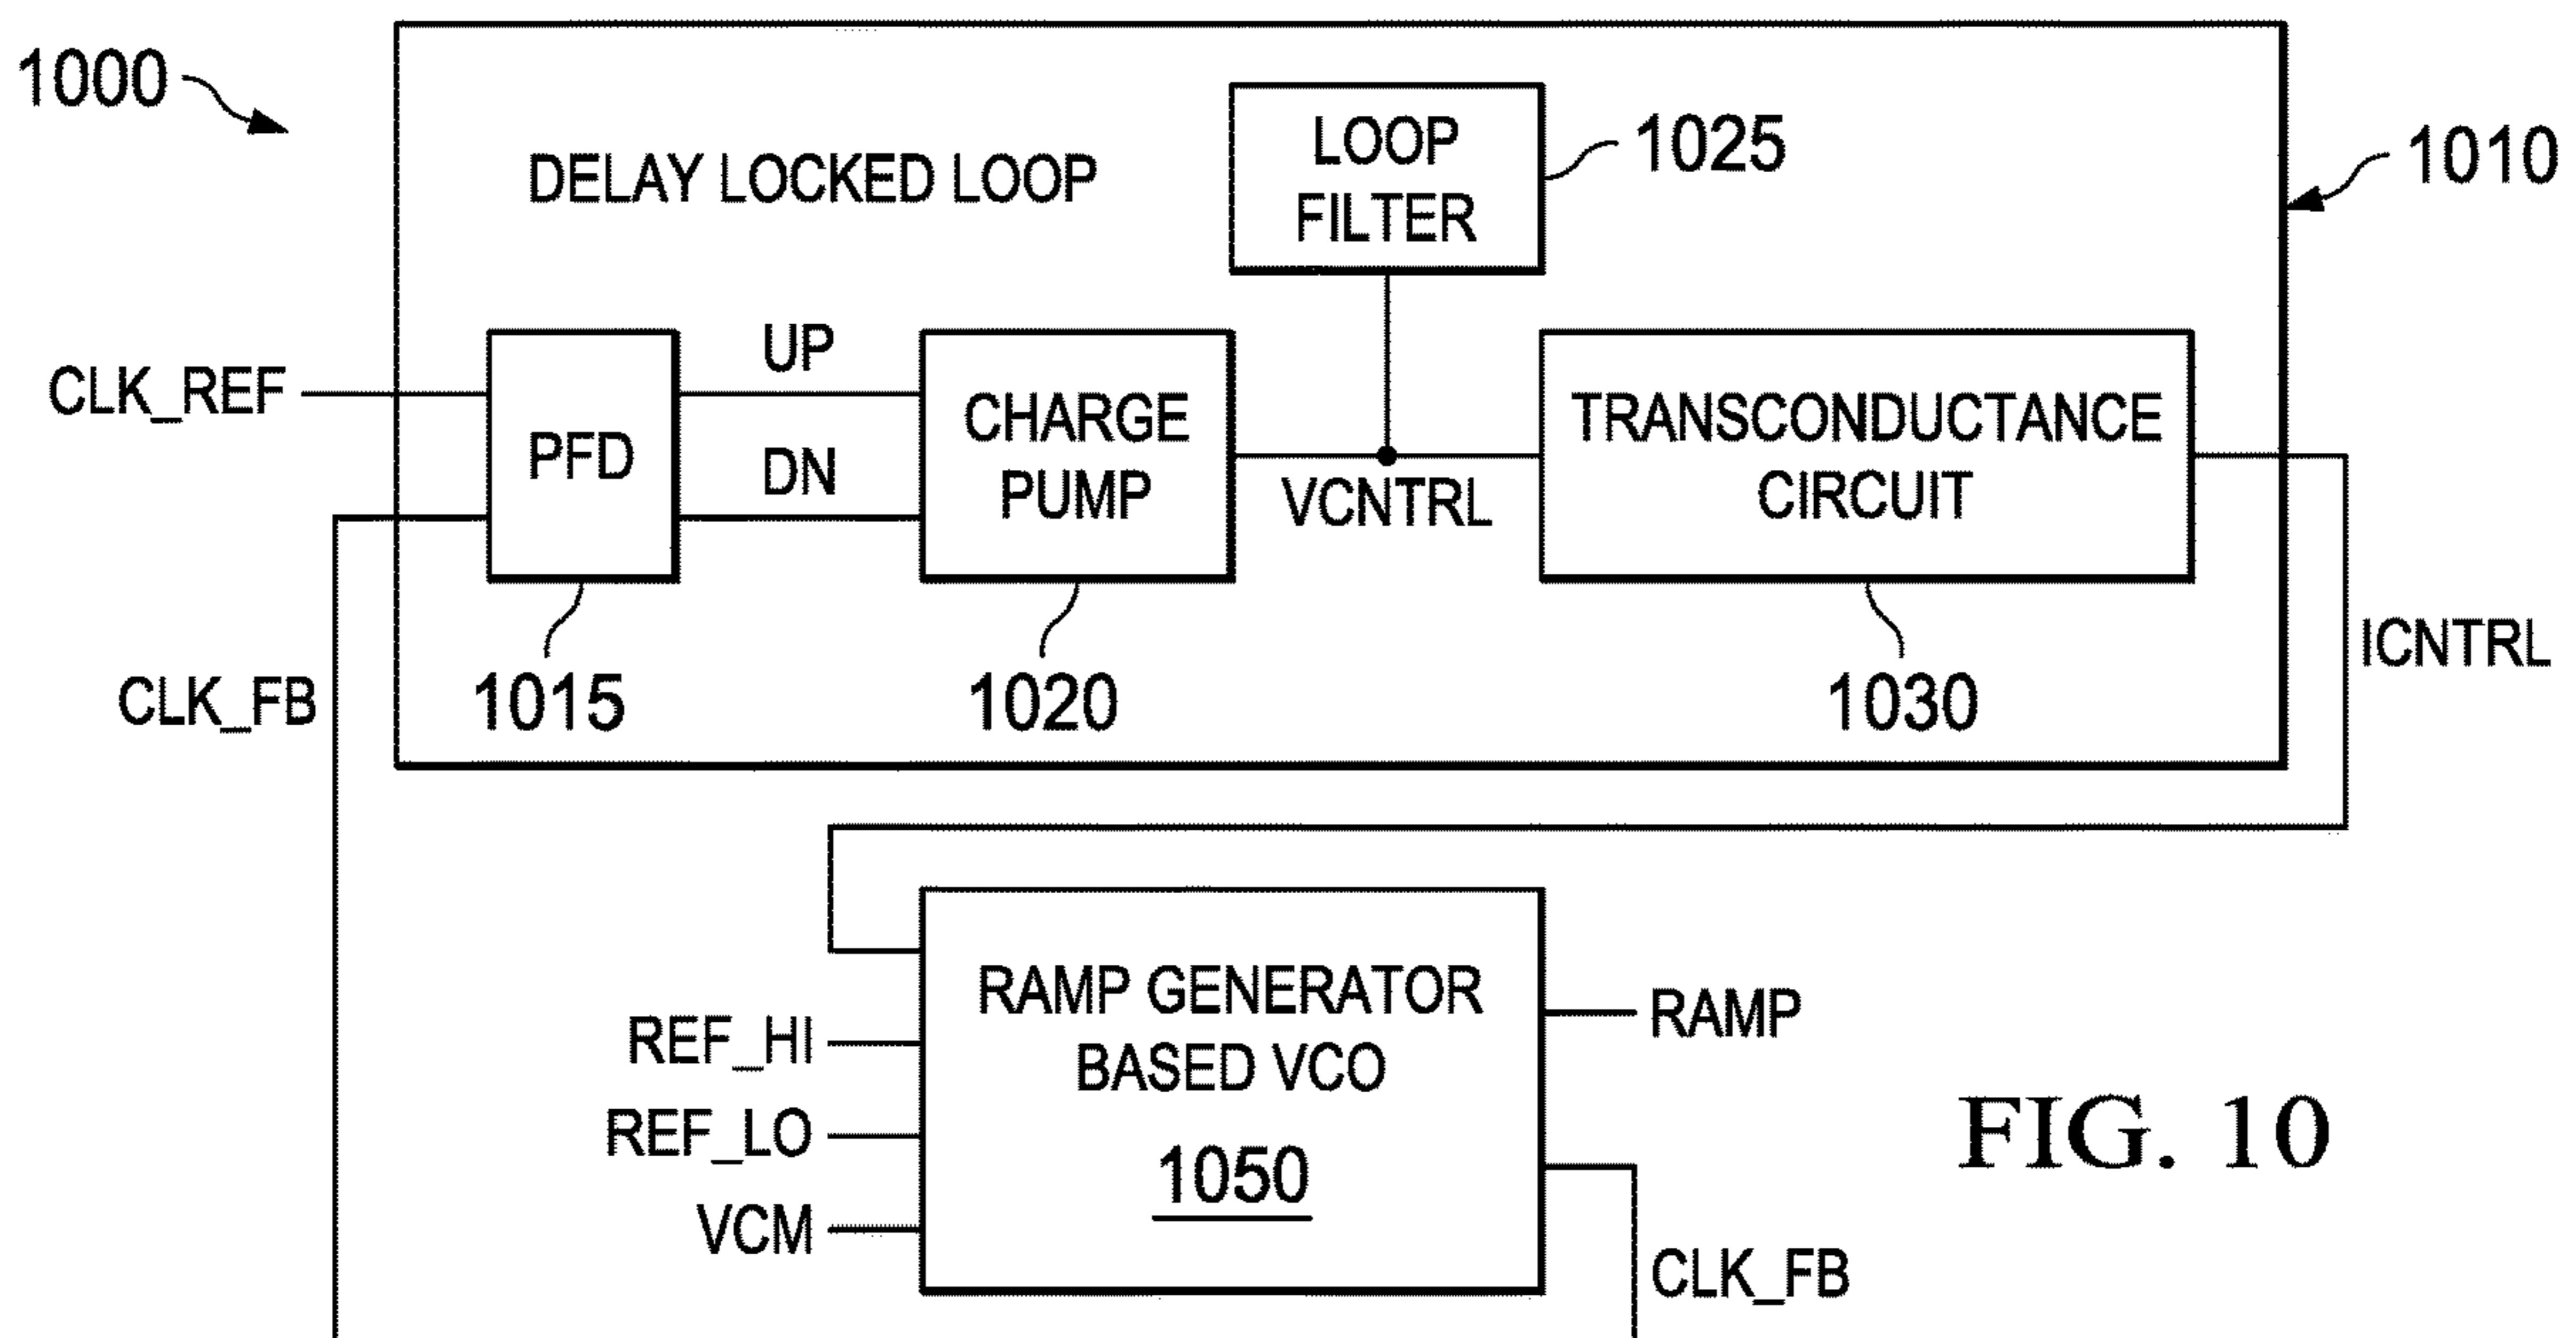 1000
DELAY LOCKED LOOP
LOOP
FILTER
1025
1010
CLK_REF
PFD
UP
DN
CHARGE
PUMP
VCNTRL
TRANSCONDUCTANCE
CIRCUIT
CLK_FB
1015
1020
1030
ICNTRL
REF_HI
REF_LO
VCM
RAMP GENERATOR
BASED VCO
1050
RAMP
CLK_FB
FIG. 10